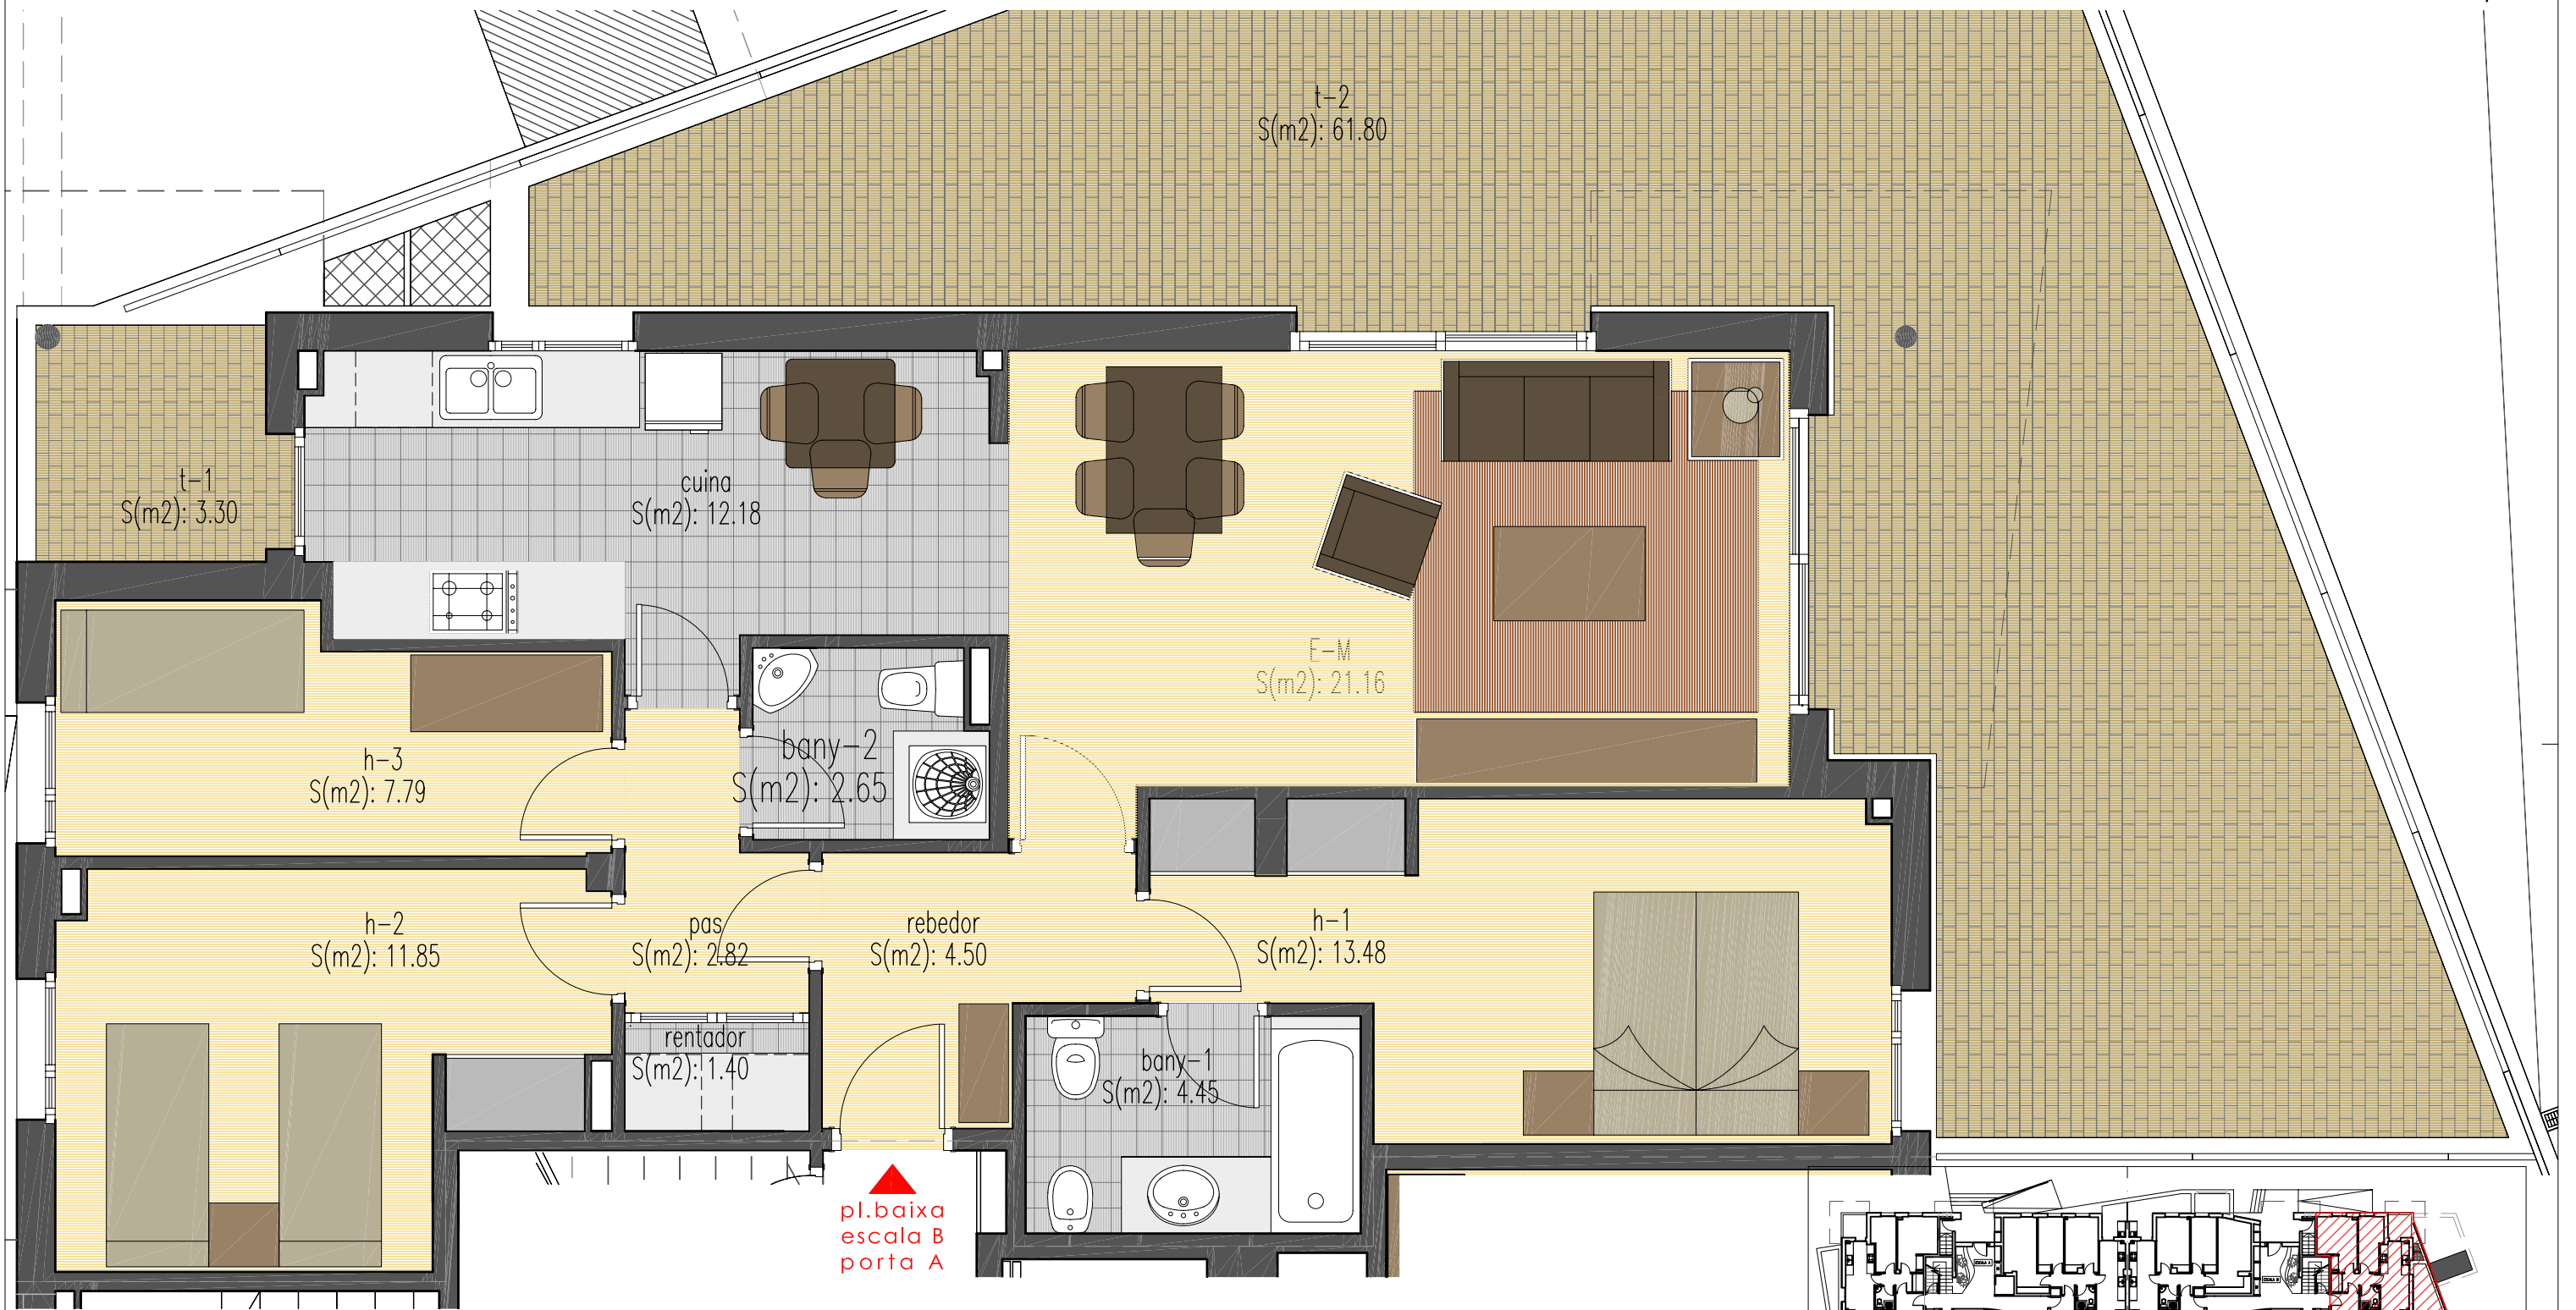 t-2
S(m2): 61.80
t-1
S(m2): 3.30
cuina
S(m2): 12.18
E-M
S(m2): 21.16
h-3
S(m2): 7.79
bany-2
S(m2): 2.65
h-2
S(m2): 11.85
pas
S(m2): 2.82
rebedor
S(m2): 4.50
h-1
S(m2): 13.48
rentador
S(m2): 1.40
bany-1
S(m2): 4.45
pl.baixa
escala B
porta A